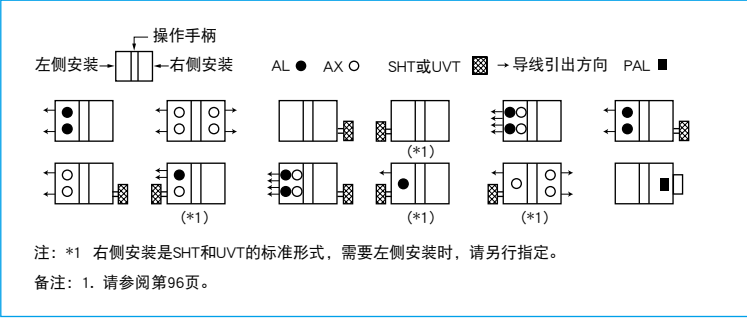 操作手柄
左侧安装 右侧安装 AL AX SHT或UVT 导线引出方向 PAL
(*1)
(*1) (*1) (*1)
注：*1 右侧安装是SHT和UVT的标准形式，需要左侧安装时，请另行指定。
备注：1. 请参阅第96页。